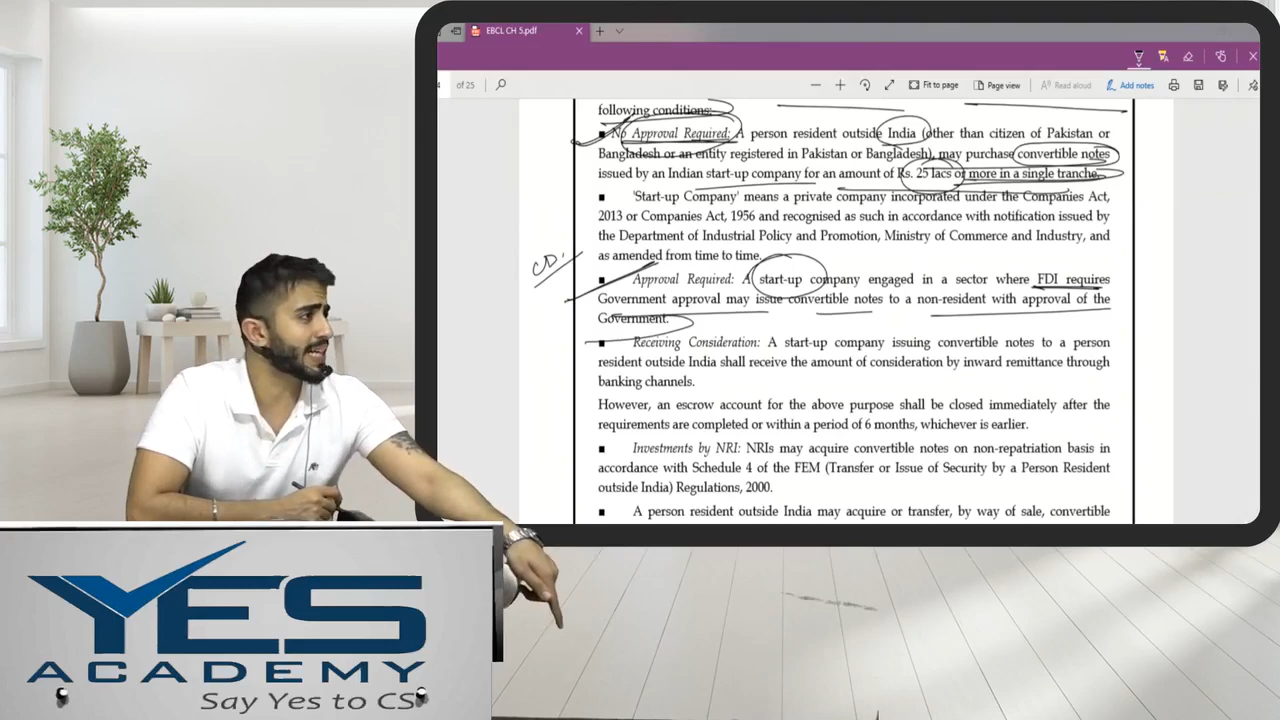 EBCL CH 5.pdf
of 25
Fit to page
Page view
Read aloud
Add notes
following conditions:
■ No Approval Required: A person resident outside India (other than citizen of Pakistan or
Bangladesh or an entity registered in Pakistan or Bangladesh), may purchase convertible notes
issued by an Indian start-up company for an amount of Rs. 25 lacs or more in a single tranche.
■ 'Start-up Company' means a private company incorporated under the Companies Act,
2013 or Companies Act, 1956 and recognised as such in accordance with notification issued by
the Department of Industrial Policy and Promotion, Ministry of Commerce and Industry, and
as amended from time to time.
Approval Required: A start-up company engaged in a sector where FDI requires
Government approval may issue convertible notes to a non-resident with approval of the
Government.
■ Receiving Consideration: A start-up company issuing convertible notes to a person
resident outside India shall receive the amount of consideration by inward remittance through
banking channels.
However, an escrow account for the above purpose shall be closed immediately after the
requirements are completed or within a period of 6 months, whichever is earlier.
■ Investments by NRI: NRIs may acquire convertible notes on non-repatriation basis in
accordance with Schedule 4 of the FEM (Transfer or Issue of Security by a Person Resident
outside India) Regulations, 2000.
■ A person resident outside India may acquire or transfer, by way of sale, convertible
YES
ACADEMY
Say Yes to CS